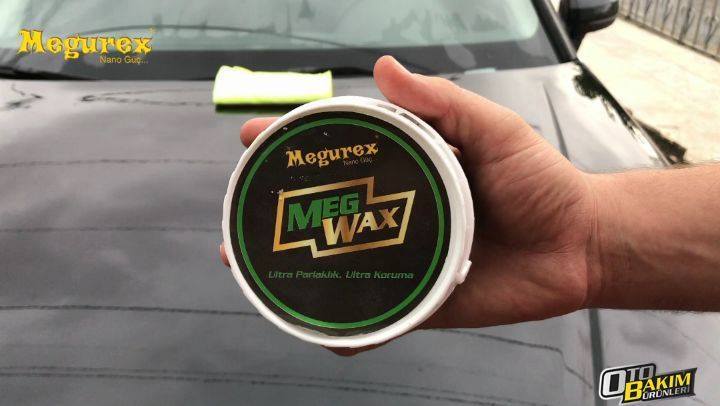 Megurex
Nano Güç...
Megurex
Nano Güç
MEG
WAX
Ultra Parlaklık, Ultra Koruma
OTO
BAKIM
ÜRÜNLERİ